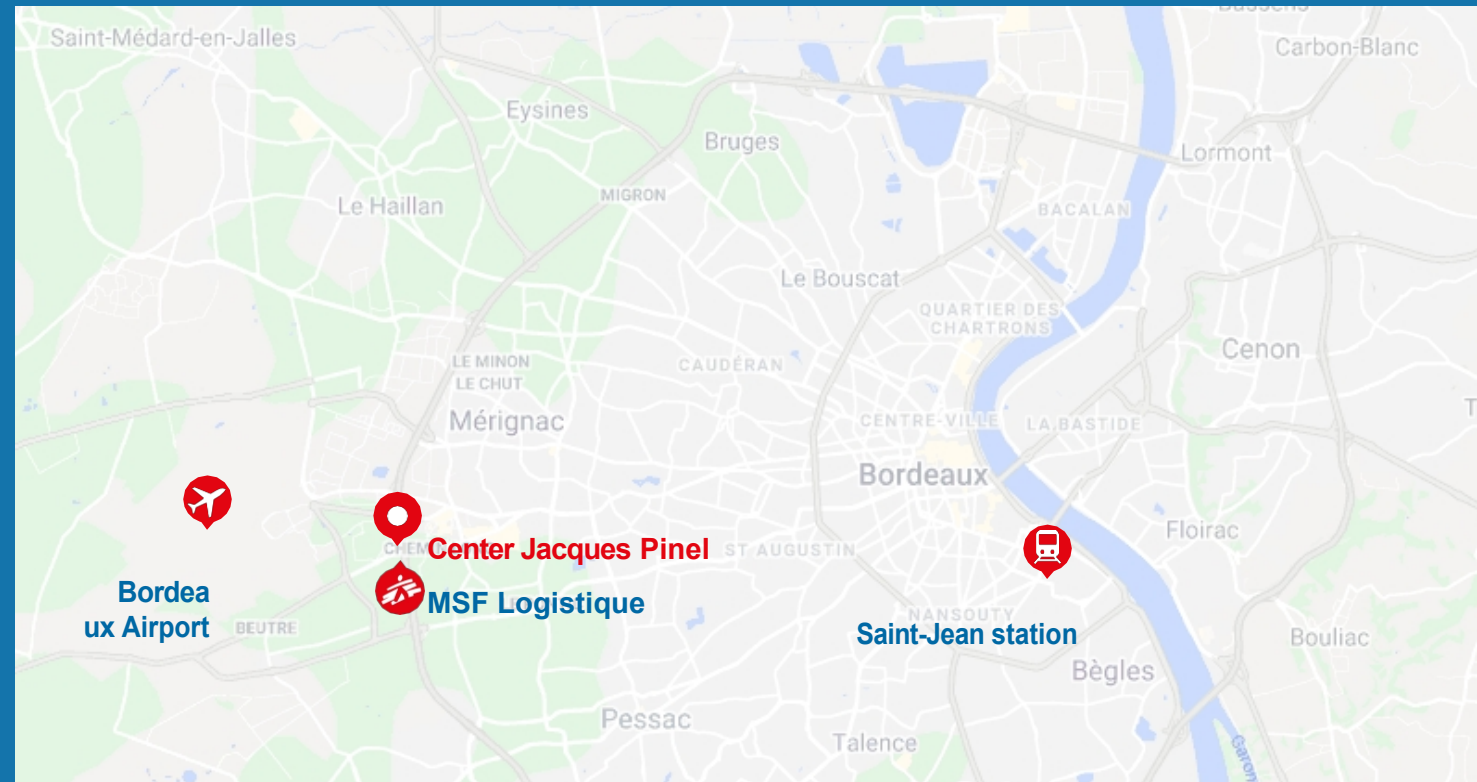 Saint-Médard-en-Jalles
Carbon-Blanc
Eysines
Bruges
Lormont
MIGRON
Le Haillan
BACALAN
Le Bouscat
QUARTIER DES
CHARTRONS
Cenon
LE MINON
LE CHUT
CAUDÉRAN
Mérignac
CENTRE-VILLE
LA BASTIDE
Bordeaux
Floirac
Center Jacques Pinel
ST AUGUSTIN
Bordea
ux Airport
MSF Logistique
NANSOUTY
BEUTRE
Saint-Jean station
Bouliac
Bègles
Pessac
Talence